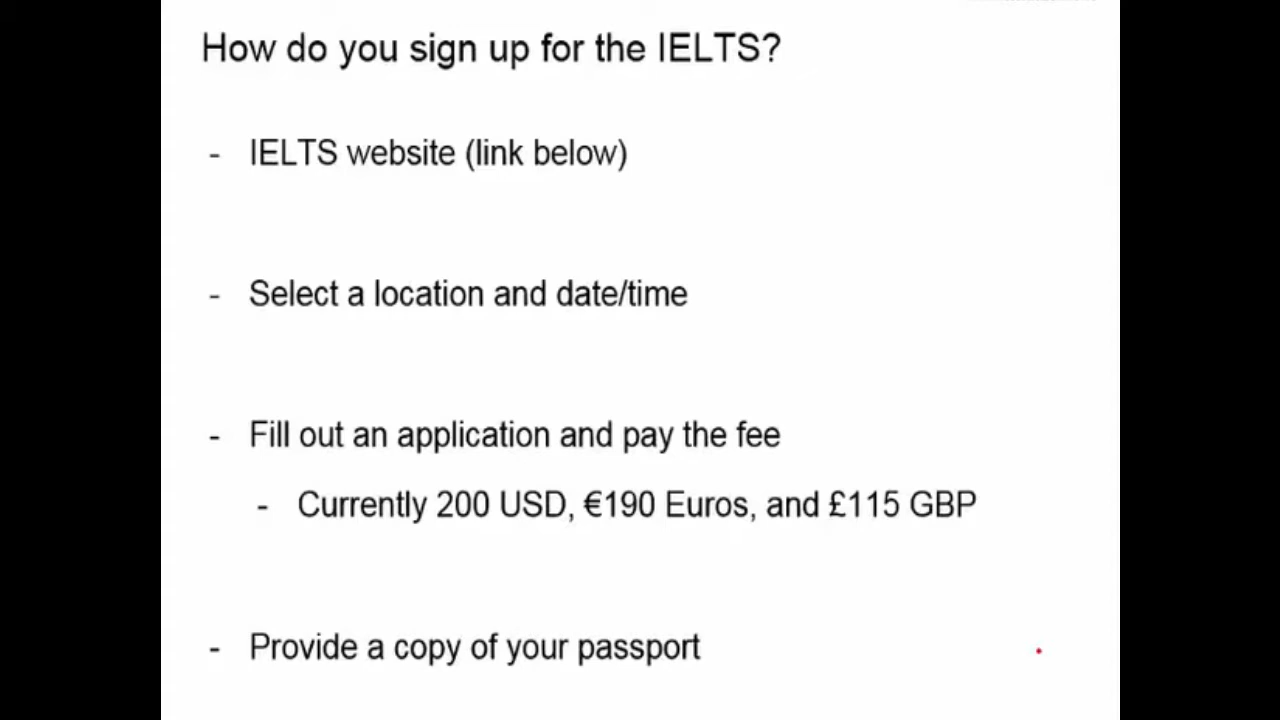 How do you sign up for the IELTS?
- IELTS website (link below)
- Select a location and date/time
- Fill out an application and pay the fee
- Currently 200 USD, €190 Euros, and £115 GBP
- Provide a copy of your passport